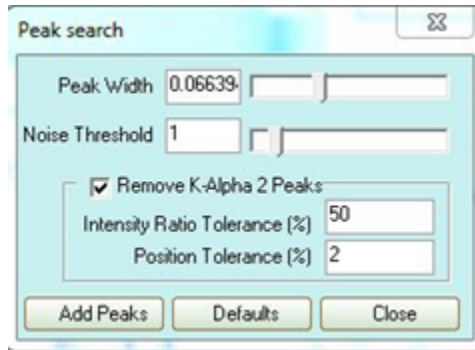 Peak search
Peak Width 0.06639
Noise Threshold 1
Remove K-Alpha 2 Peaks
Intensity Ratio Tolerance (%) 50
Position Tolerance (%) 2
Add Peaks Defaults Close